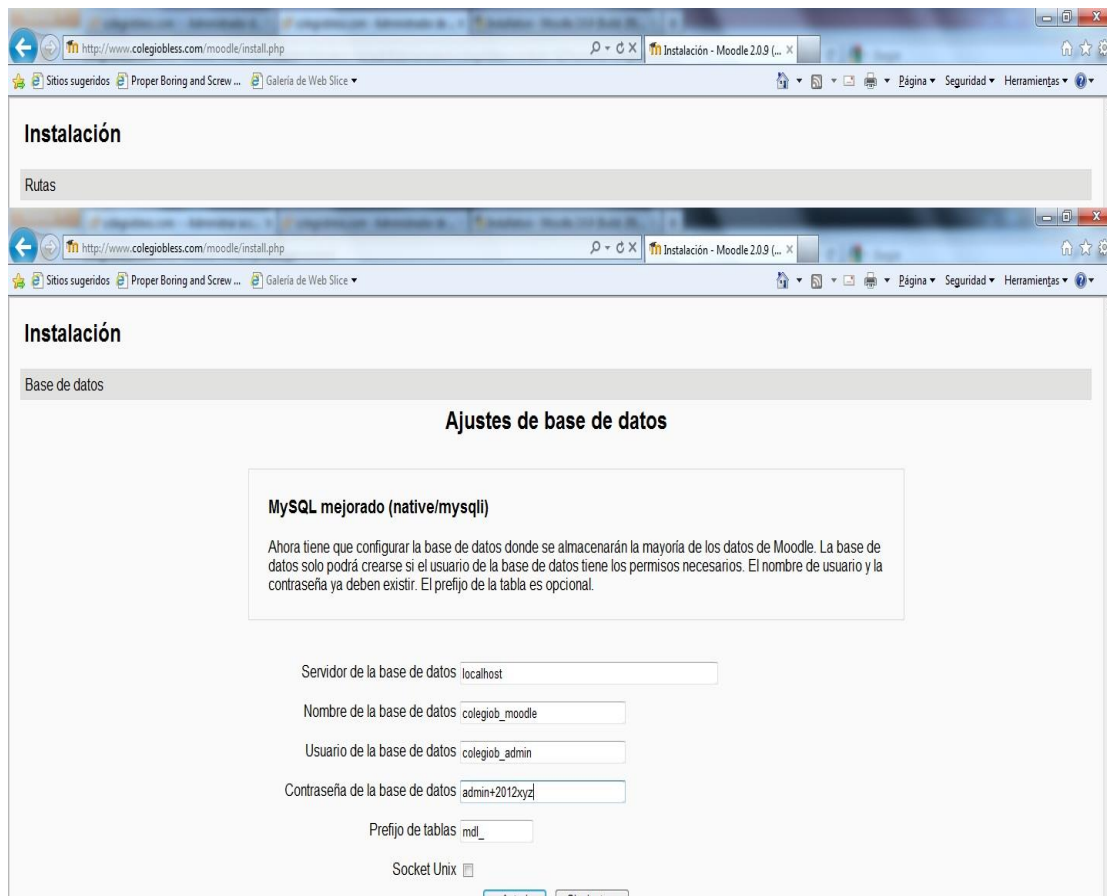 http://www.colegiobless.com/moodle/install.php
Instalación - Moodle 2.0.9 (...
Sitios sugeridos Proper Boring and Screw ... Galería de Web Slice Página Seguridad Herramientas
Instalación
Rutas
http://www.colegiobless.com/moodle/install.php
Instalación - Moodle 2.0.9 (...
Sitios sugeridos Proper Boring and Screw ... Galería de Web Slice Página Seguridad Herramientas
Instalación
Base de datos
Ajustes de base de datos
MySQL mejorado (native/mysqli)
Ahora tiene que configurar la base de datos donde se almacenarán la mayoría de los datos de Moodle. La base de
datos solo podrá crearse si el usuario de la base de datos tiene los permisos necesarios. El nombre de usuario y la
contraseña ya deben existir. El prefijo de la tabla es opcional.
Servidor de la base de datos localhost
Nombre de la base de datos colegiob_moodle
Usuario de la base de datos colegiob_admin
Contraseña de la base de datos admin+2012xyz
Prefijo de tablas mdl_
Socket Unix